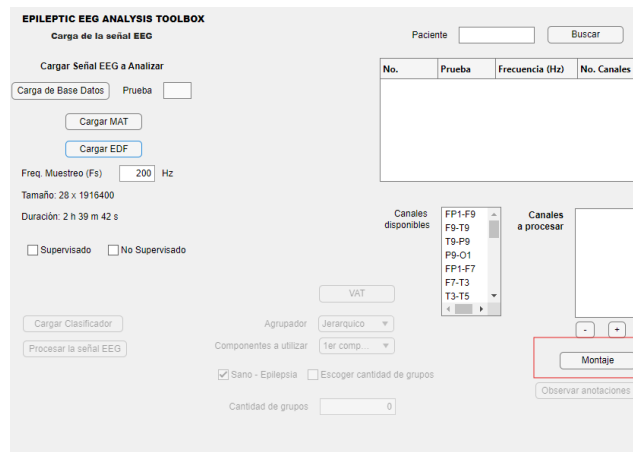 EPILEPTIC EEG ANALYSIS TOOLBOX
Carga de la señal EEG
Paciente
Buscar
Cargar Señal EEG a Analizar
No. Prueba Frecuencia (Hz) No. Canales
Carga de Base Datos Prueba
Cargar MAT
Cargar EDF
Freq. Muestreo (Fs) 200 Hz
Tamaño: 28 x 1916400
Duración: 2 h 39 m 42 s
Supervisado No Supervisado
Canales disponibles
FP1-F9
F9-T9
T9-P9
P9-O1
FP1-F7
F7-T3
T3-T5
Canales a procesar
- +
VAT
Cargar Clasificador
Agrupador Jerarquico
Procesar la señal EEG
Componentes a utilizar 1er comp...
Montaje
Sano - Epilepsia Escoger cantidad de grupos
Observar anotaciones
Cantidad de grupos 0